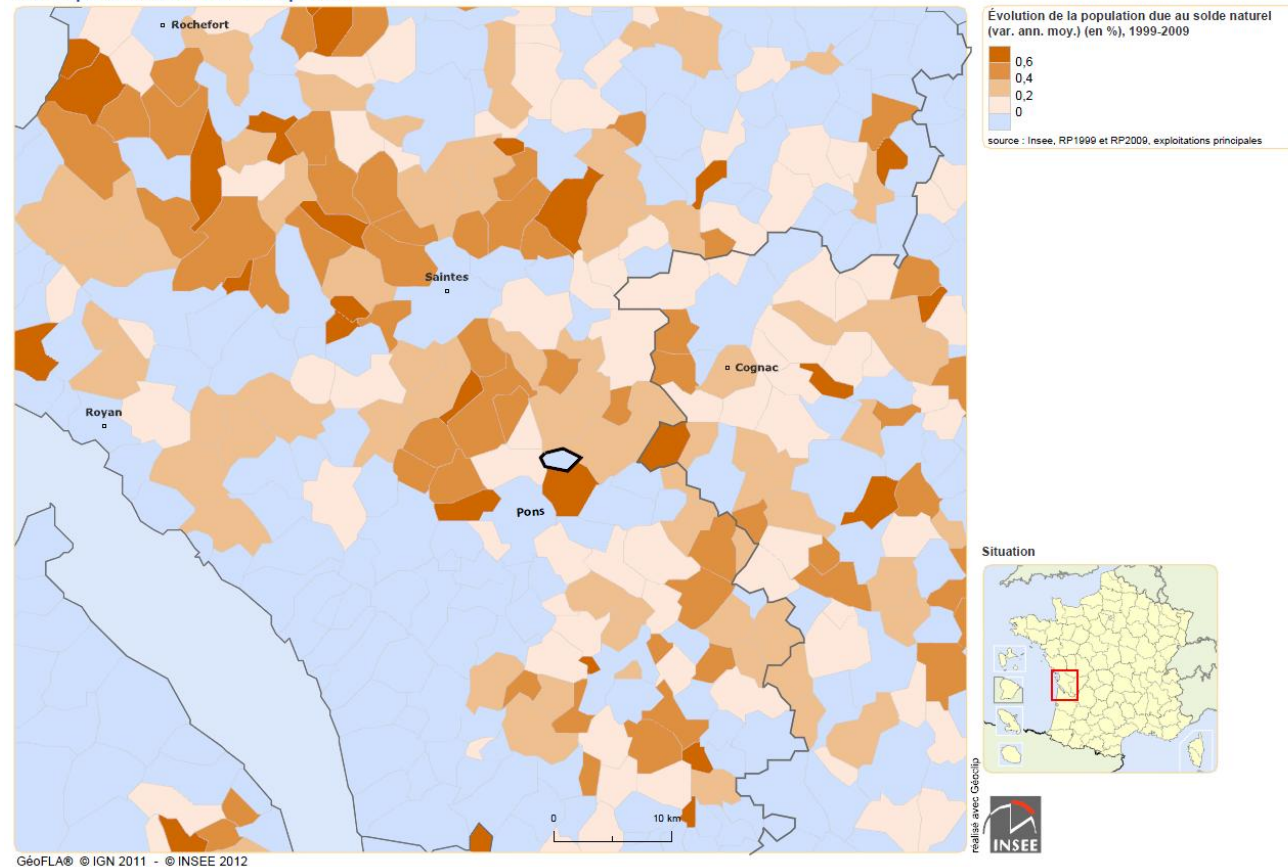 Rochefort
Saintes
Cognac
Royan
Pons
0 10 km
GéoFLA® © IGN 2011 - © INSEE 2012
Évolution de la population due au solde naturel
(var. ann. moy.) (en %), 1999-2009
0,6
0,4
0,2
0
source : Insee, RP1999 et RP2009, exploitations principales
Situation
réalisé avec Géoclip
INSEE